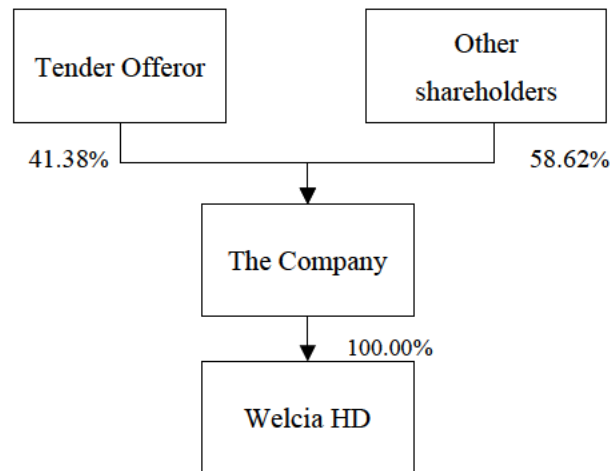 Tender Offeror
Other
shareholders
41.38%
58.62%
The Company
100.00%
Welcia HD